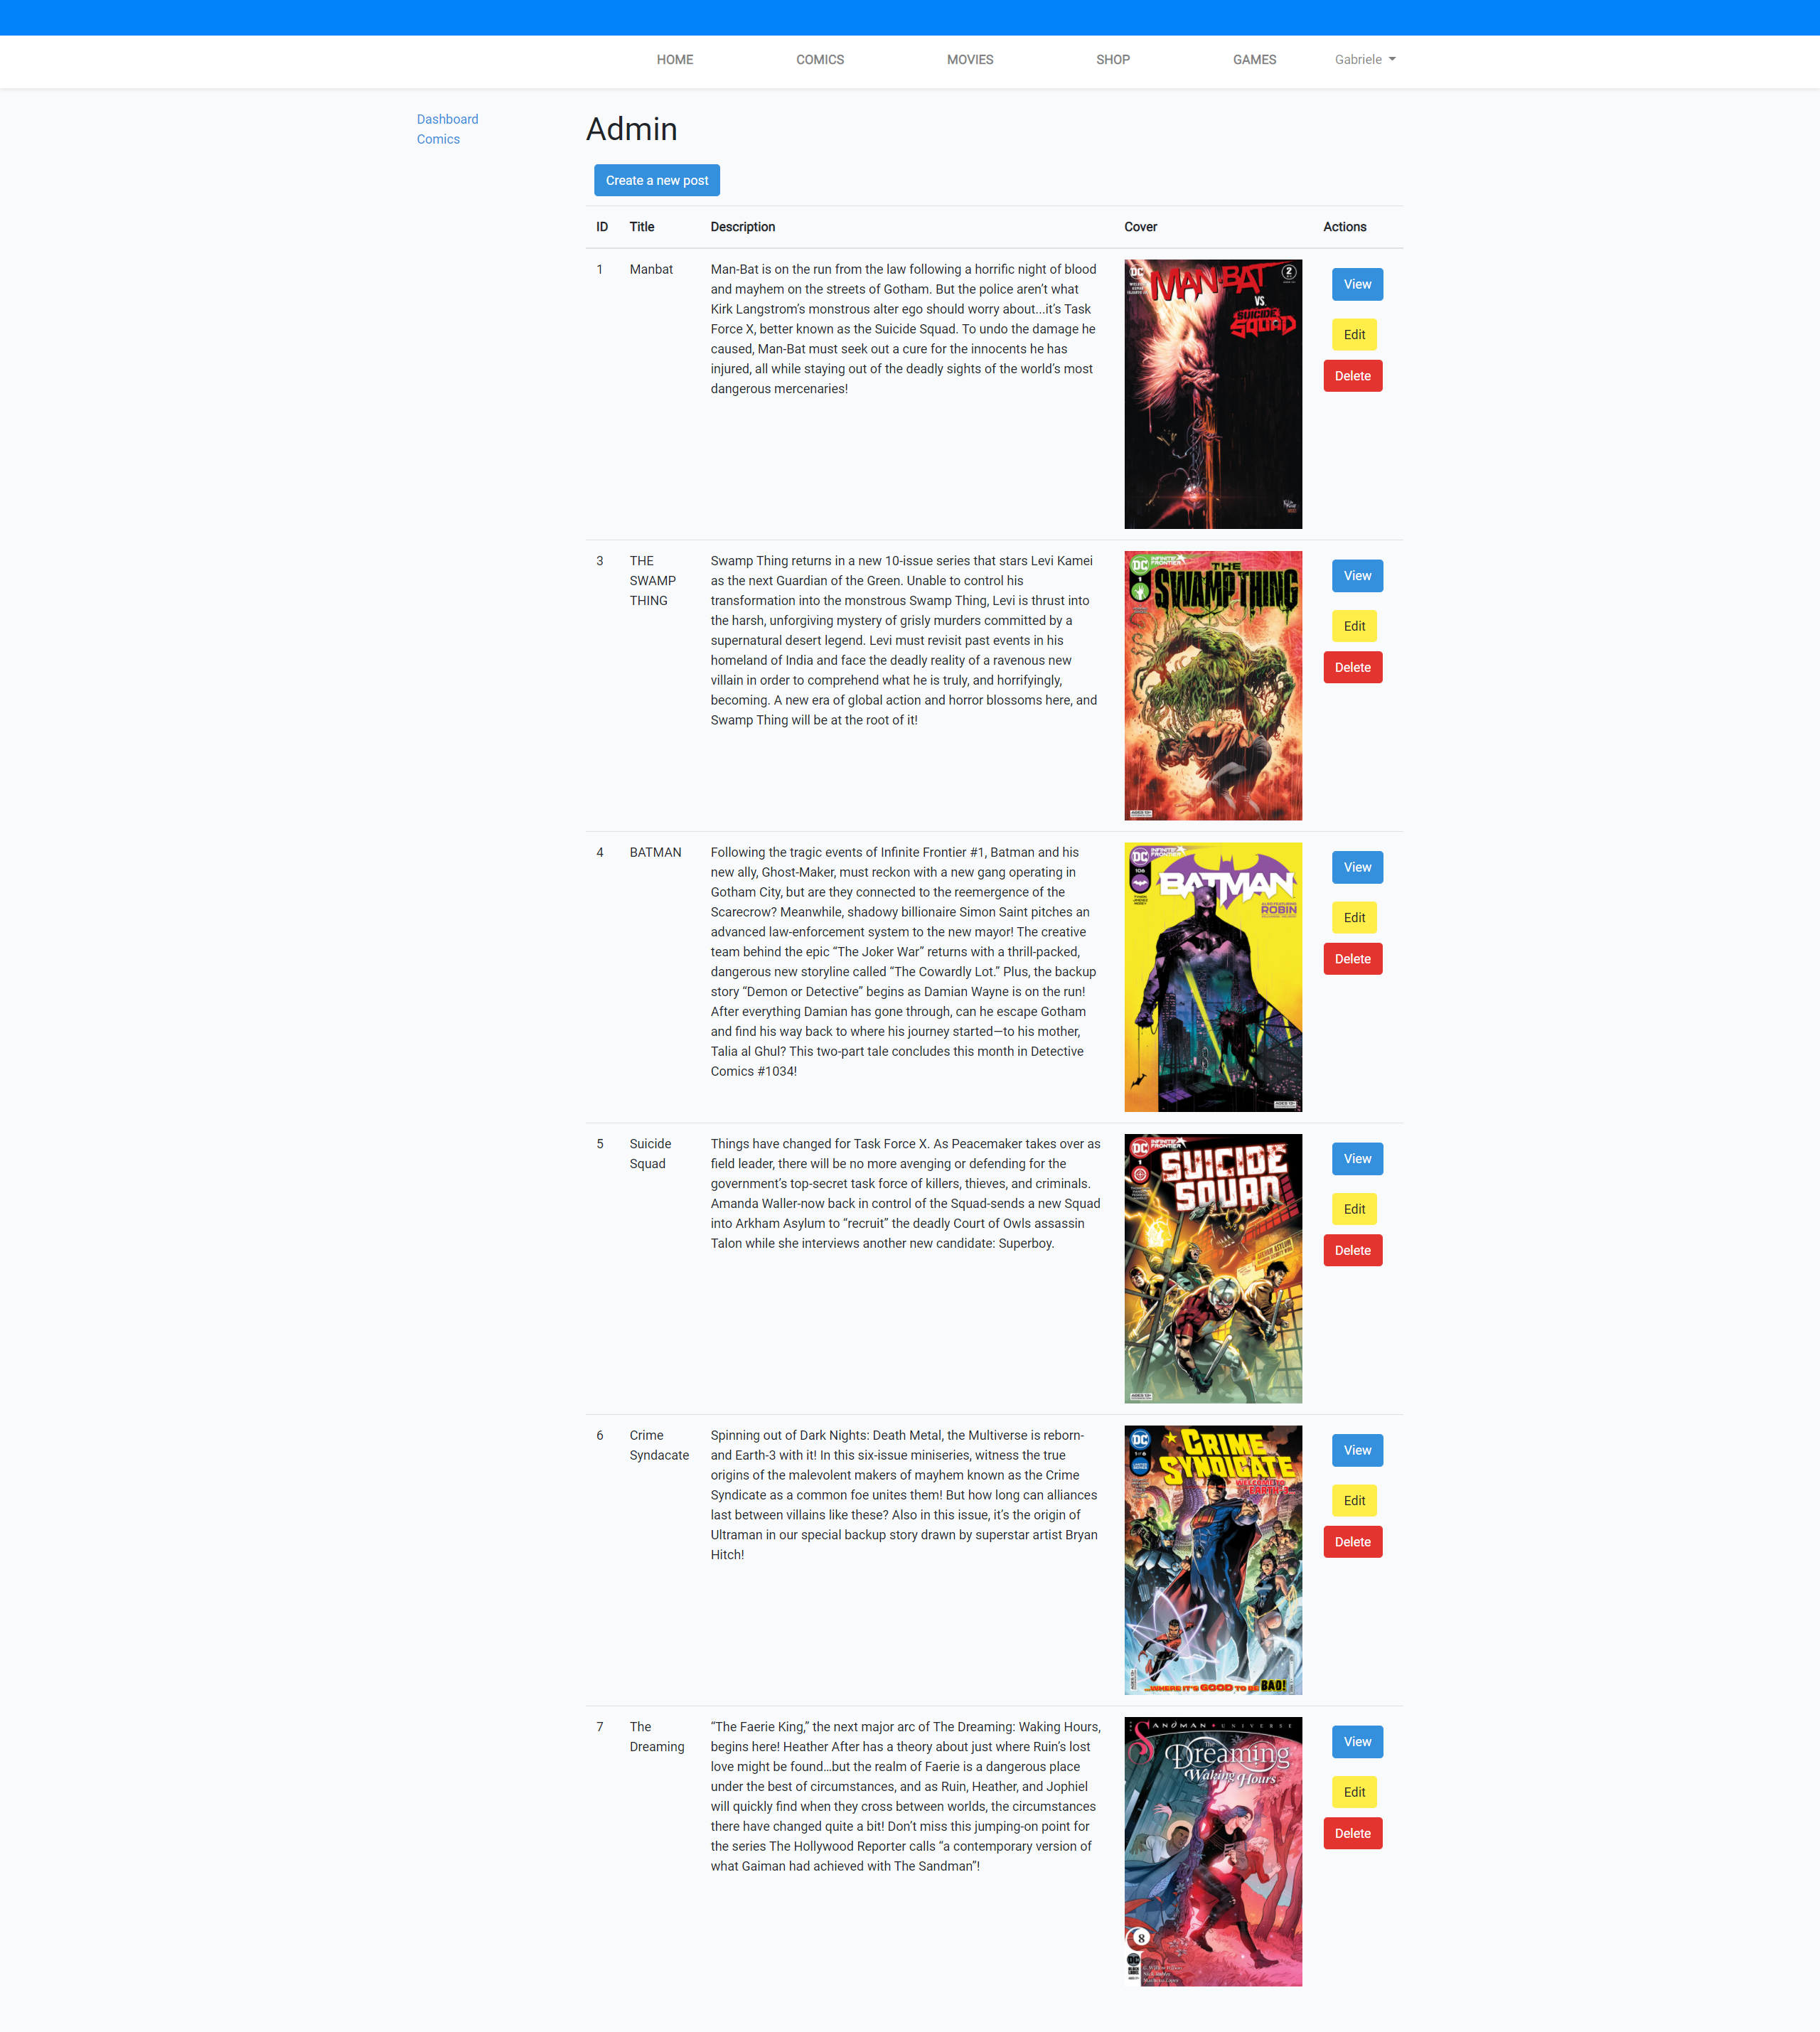 HOME COMICS MOVIES SHOP GAMES Gabriele
Dashboard
Comics
Admin
Create a new post
ID Title Description Cover Actions
1
Manbat
Man-Bat is on the run from the law following a horrific night of blood
and mayhem on the streets of Gotham. But the police aren’t what
Kirk Langstrom’s monstrous alter ego should worry about...it’s Task
Force X, better known as the Suicide Squad. To undo the damage he
caused, Man-Bat must seek out a cure for the innocents he has
injured, all while staying out of the deadly sights of the world’s most
dangerous mercenaries!
DC
MAN-BAT
2
VS.
SUICIDE
SQUAD
View
Edit
Delete
3
THE
SWAMP
THING
Swamp Thing returns in a new 10-issue series that stars Levi Kamei
as the next Guardian of the Green. Unable to control his
transformation into the monstrous Swamp Thing, Levi is thrust into
the harsh, unforgiving mystery of grisly murders committed by a
supernatural desert legend. Levi must revisit past events in his
homeland of India and face the deadly reality of a ravenous new
villain in order to comprehend what he is truly, and horrifyingly,
becoming. A new era of global action and horror blossoms here, and
Swamp Thing will be at the root of it!
DC INFINITE FRONTIER
1
THE
SWAMP THING
View
Edit
Delete
4
BATMAN
Following the tragic events of Infinite Frontier #1, Batman and his
new ally, Ghost-Maker, must reckon with a new gang operating in
Gotham City, but are they connected to the reemergence of the
Scarecrow? Meanwhile, shadowy billionaire Simon Saint pitches an
advanced law-enforcement system to the new mayor! The creative
team behind the epic “The Joker War” returns with a thrill-packed,
dangerous new storyline called “The Cowardly Lot.” Plus, the backup
story “Demon or Detective” begins as Damian Wayne is on the run!
After everything Damian has gone through, can he escape Gotham
and find his way back to where his journey started—to his mother,
Talia al Ghul? This two-part tale concludes this month in Detective
Comics #1034!
DC INFINITE FRONTIER
106
BATMAN
ALSO FEATURING
ROBIN
View
Edit
Delete
5
Suicide
Squad
Things have changed for Task Force X. As Peacemaker takes over as
field leader, there will be no more avenging or defending for the
government’s top-secret task force of killers, thieves, and criminals.
Amanda Waller-now back in control of the Squad-sends a new Squad
into Arkham Asylum to “recruit” the deadly Court of Owls assassin
Talon while she interviews another new candidate: Superboy.
DC INFINITE FRONTIER
1
SUICIDE
SQUAD
View
Edit
Delete
6
Crime
Syndacate
Spinning out of Dark Nights: Death Metal, the Multiverse is reborn-
and Earth-3 with it! In this six-issue miniseries, witness the true
origins of the malevolent makers of mayhem known as the Crime
Syndicate as a common foe unites them! But how long can alliances
last between villains like these? Also in this issue, it’s the origin of
Ultraman in our special backup story drawn by superstar artist Bryan
Hitch!
DC
1 of 6
CRIME
SYNDICATE
WELCOME TO
EARTH-3...
...WHERE IT'S GOOD TO BE BAD!
View
Edit
Delete
7
The
Dreaming
“The Faerie King,” the next major arc of The Dreaming: Waking Hours,
begins here! Heather After has a theory about just where Ruin’s lost
love might be found…but the realm of Faerie is a dangerous place
under the best of circumstances, and as Ruin, Heather, and Jophiel
will quickly find when they cross between worlds, the circumstances
there have changed quite a bit! Don’t miss this jumping-on point for
the series The Hollywood Reporter calls “a contemporary version of
what Gaiman had achieved with The Sandman”!
SANDMAN UNIVERSE
The
Dreaming
Waking Hours
8
DC
View
Edit
Delete